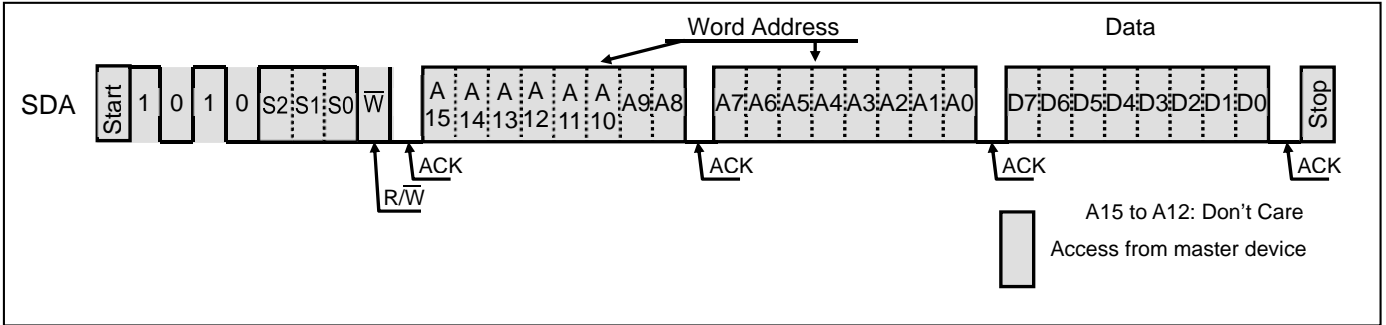 Word Address Data
SDA Start 1 0 1 0 S2 S1 S0 W̅ A15 A14 A13 A12 A11 A10 A9 A8 A7 A6 A5 A4 A3 A2 A1 A0 D7 D6 D5 D4 D3 D2 D1 D0 Stop
ACK ACK ACK ACK
R/W̅
A15 to A12: Don't Care
Access from master device